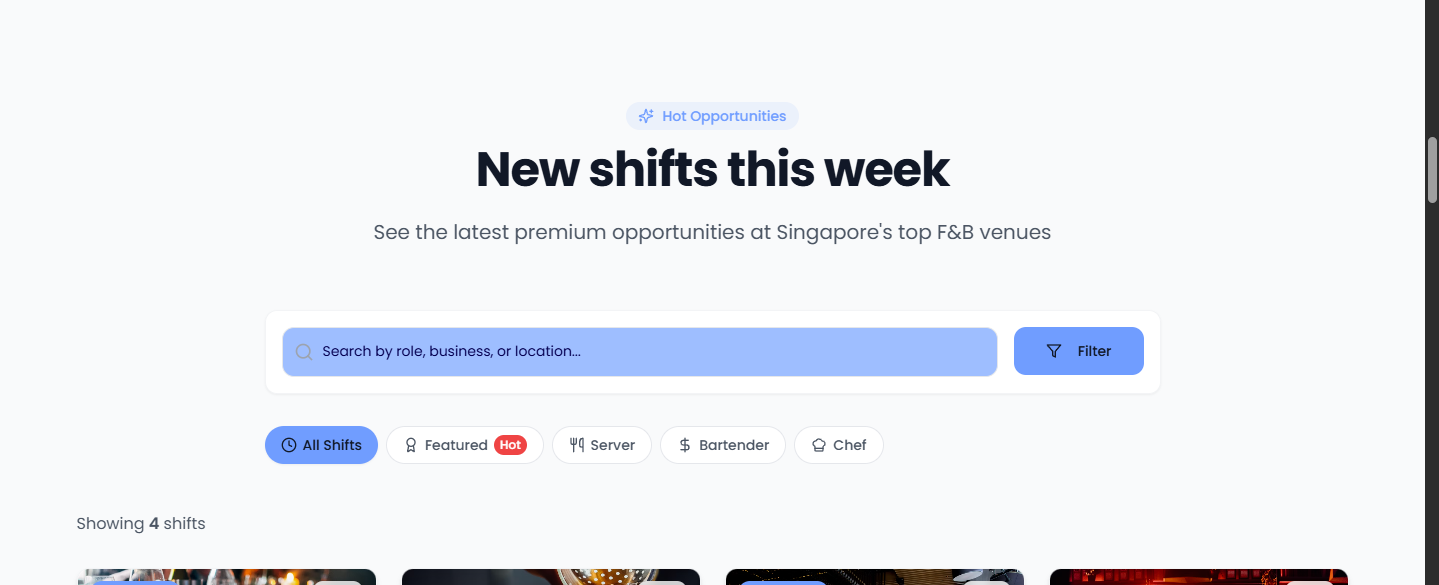 Hot Opportunities
New shifts this week
See the latest premium opportunities at Singapore's top F&B venues
Search by role, business, or location...
Filter
All Shifts
Featured Hot
Server
Bartender
Chef
Showing 4 shifts